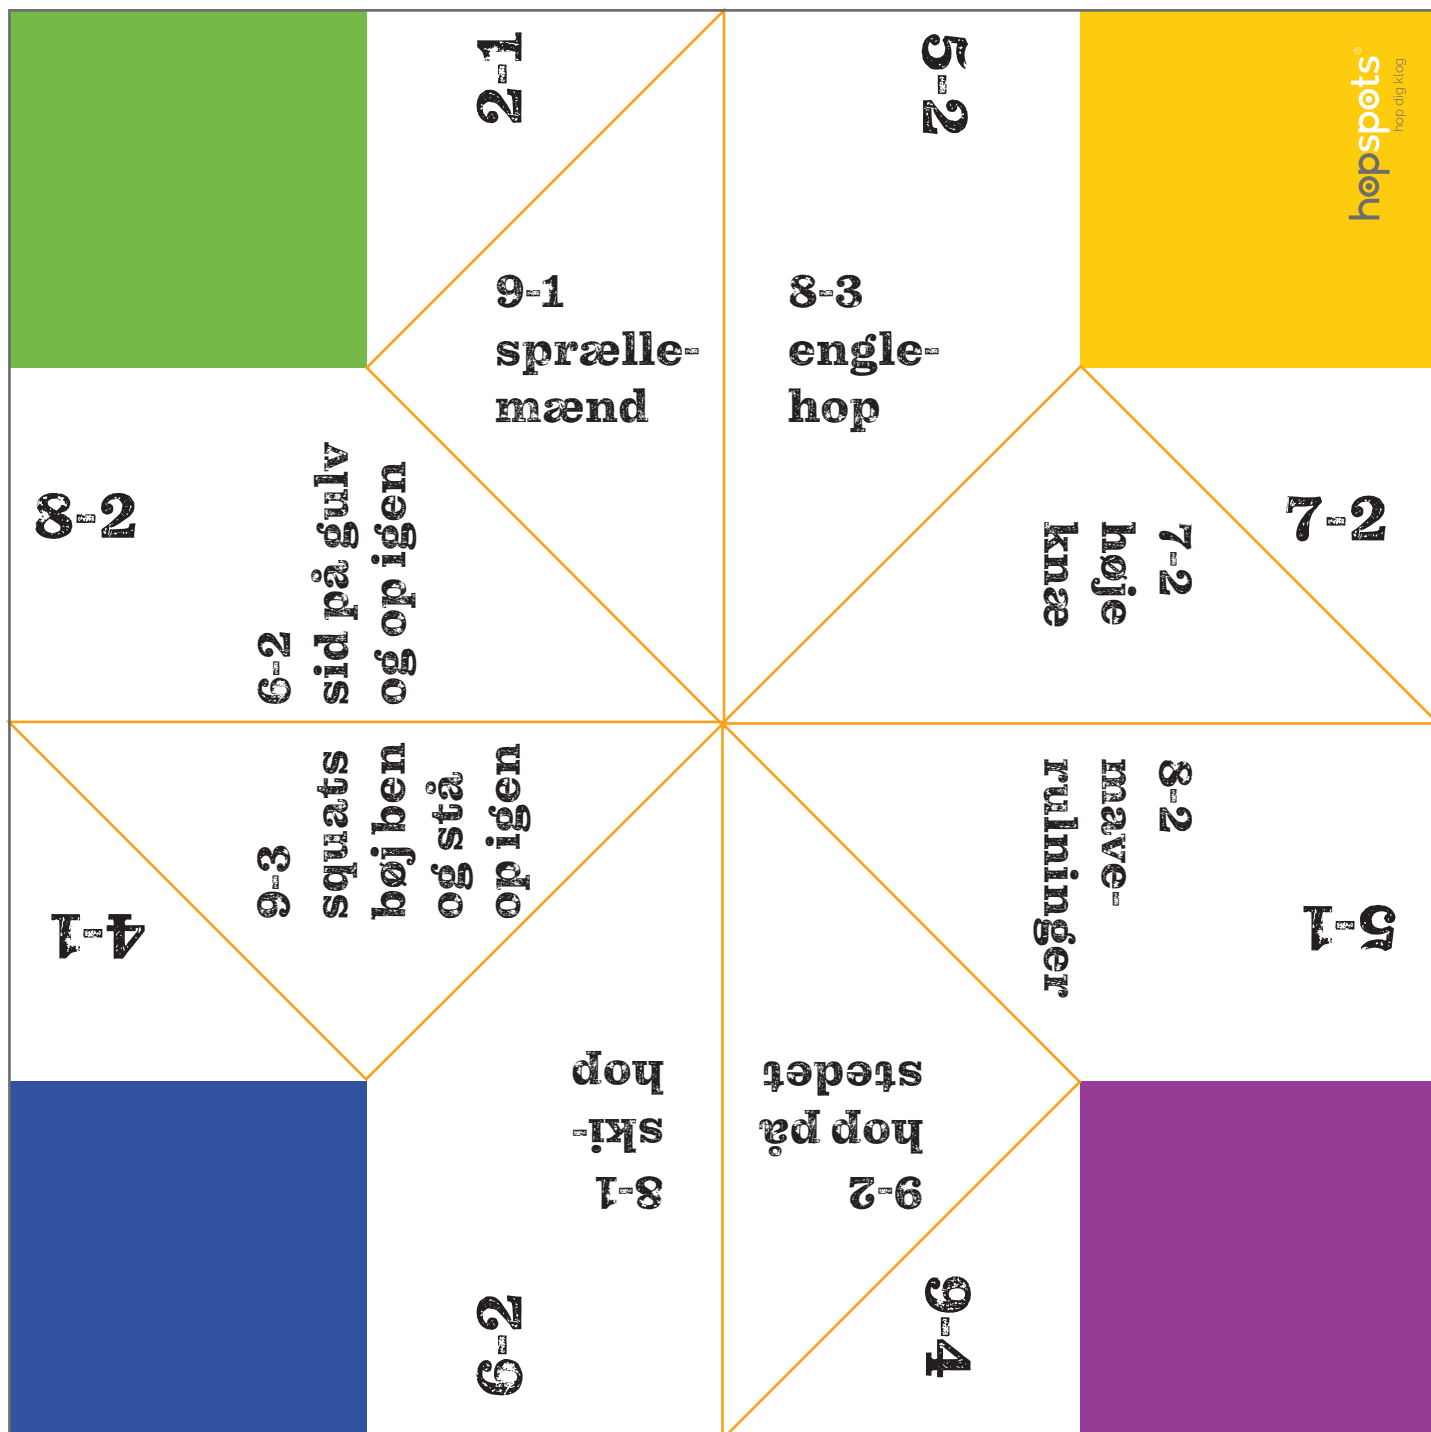 2-1
5-2
hopspots®
hop dig klog
9-1
sprælle-
mænd
8-3
engle-
hop
8-2
6-2
sid på gulv
og op igen
7-2
høje
knæ
7-2
9-3
squats
bøj ben
og stå
op igen
4-1
8-2
mave-
rulninger
5-1
8-1
ski-
hop
9-2
hop på
stedet
6-2
9-4